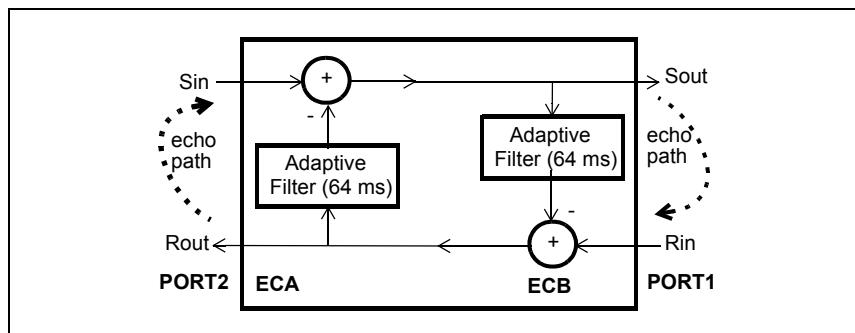 Sin
+
Sout
-
echo
path
Adaptive
Filter (64 ms)
Adaptive
Filter (64 ms)
echo
path
-
Rout
+
Rin
PORT2
ECA
ECB
PORT1